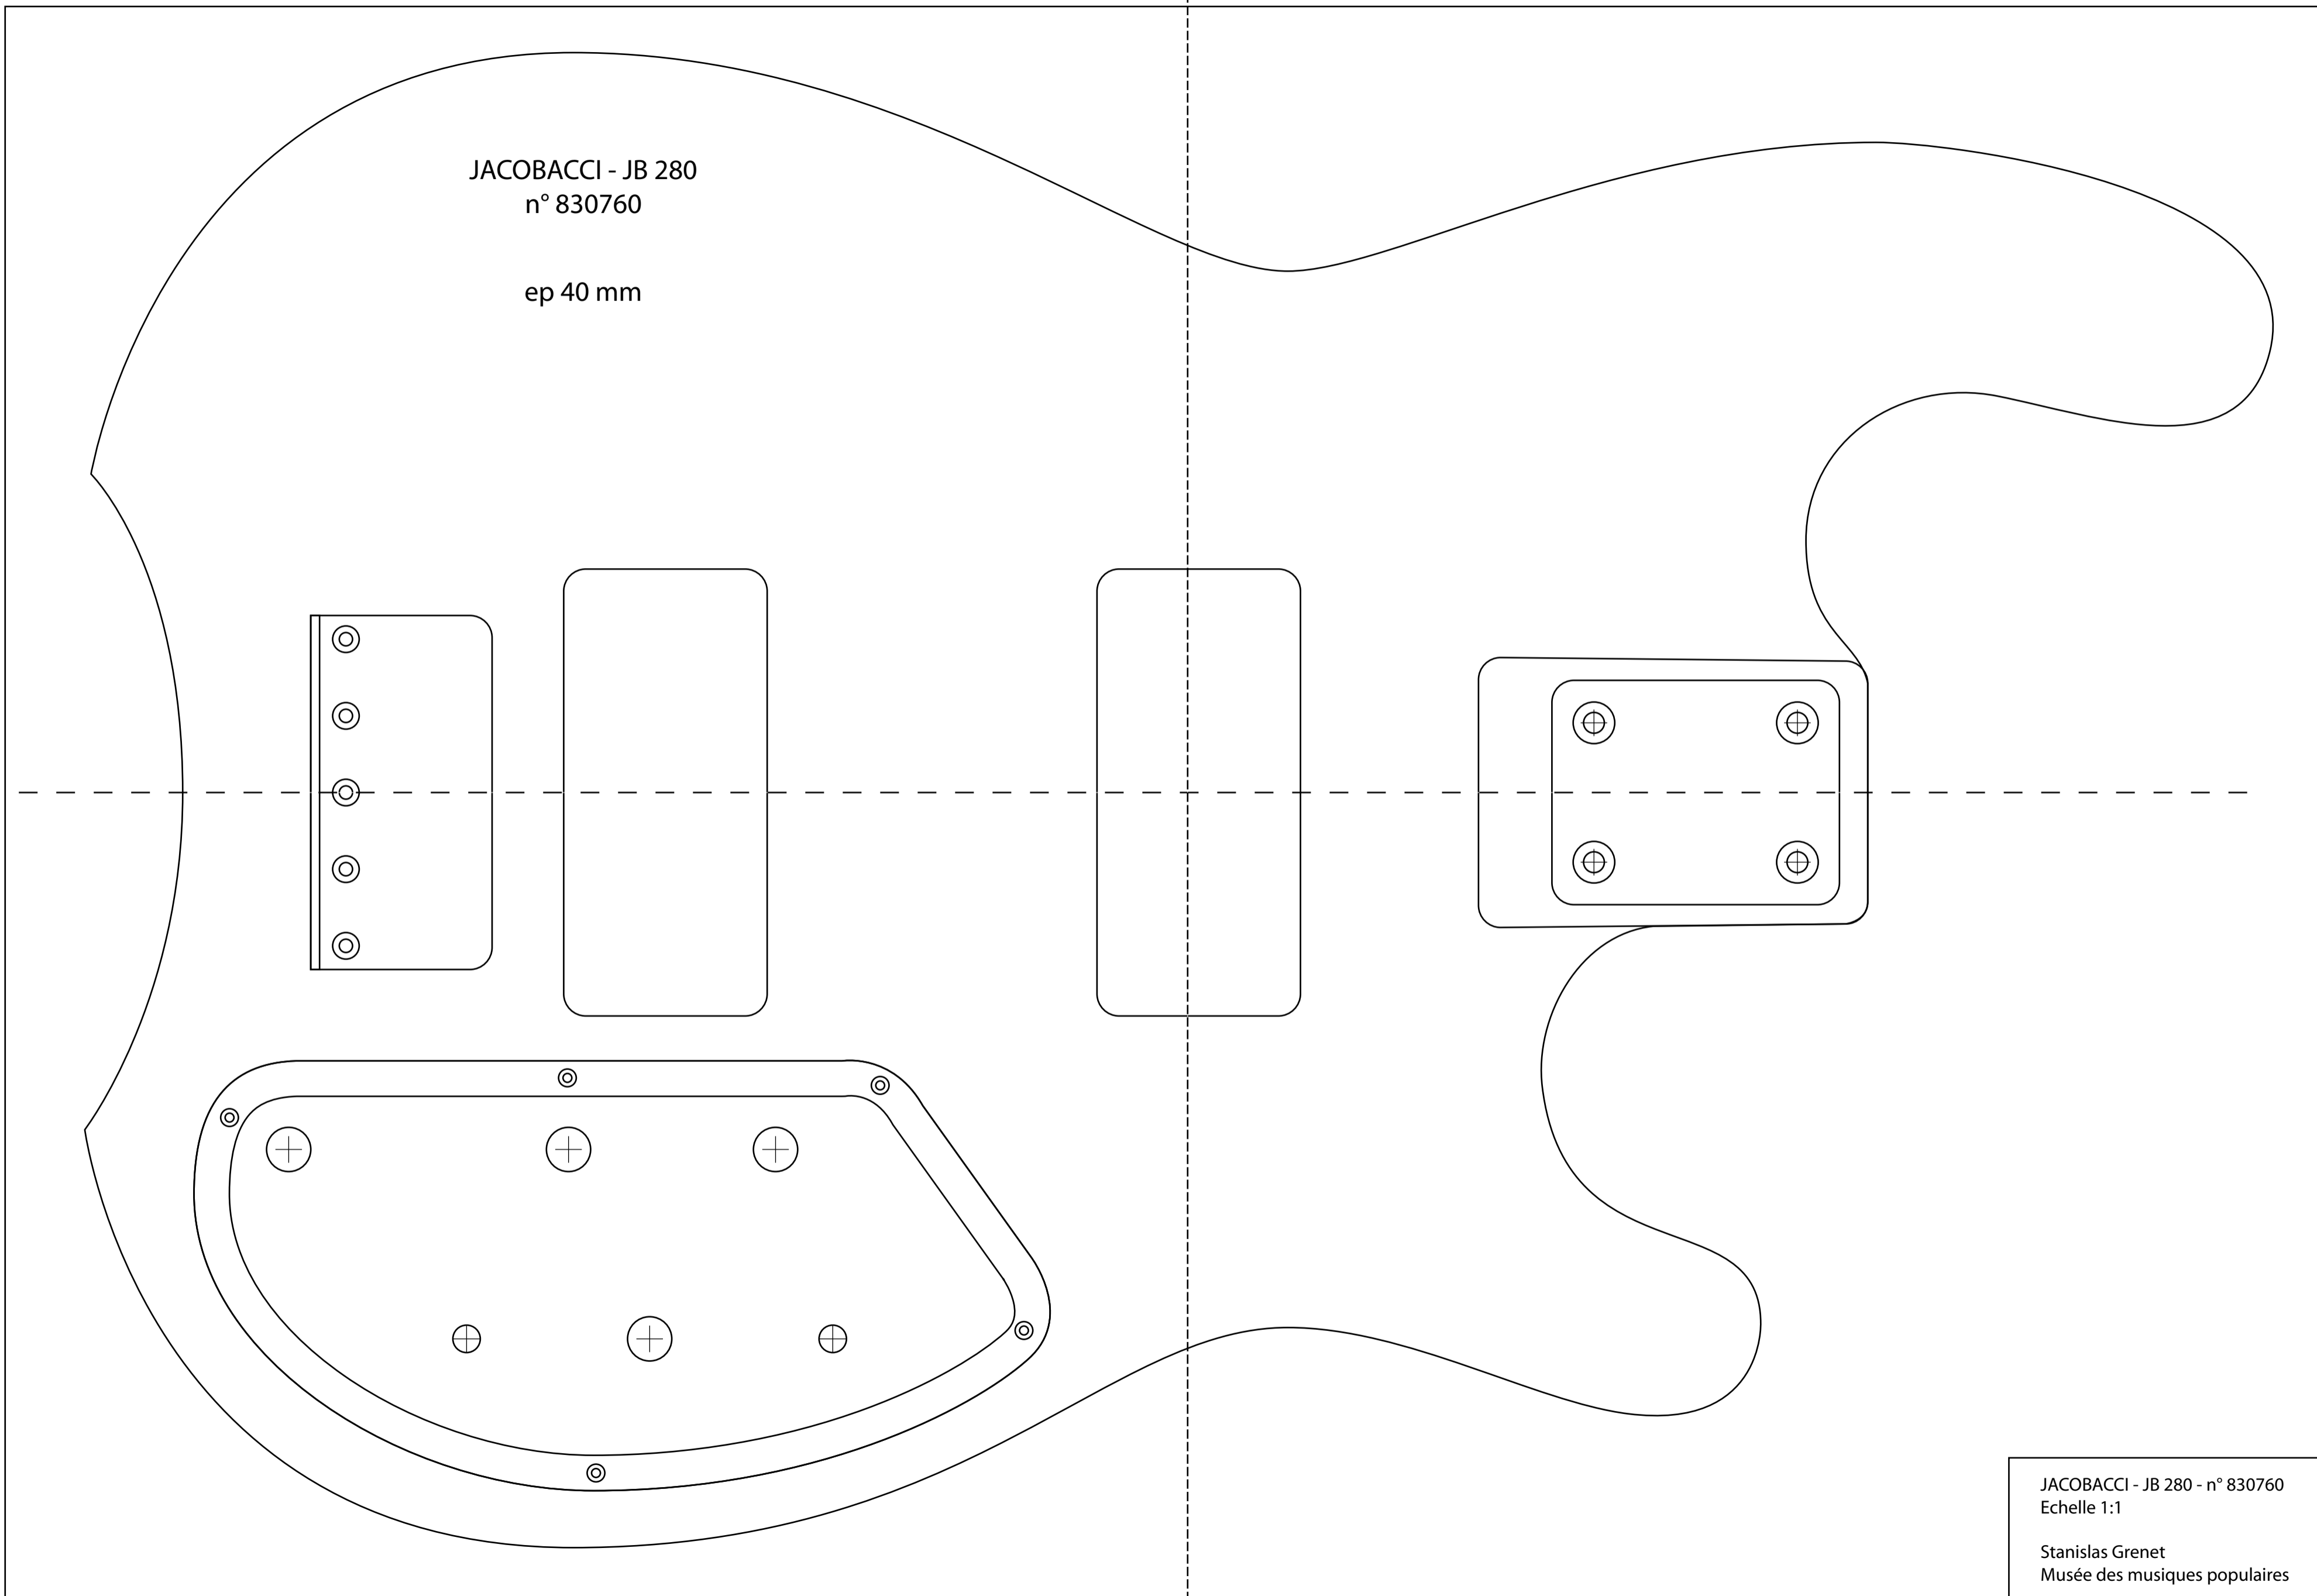 JACOBACCI - JB 280
n° 830760
ep 40 mm
JACOBACCI - JB 280 - n° 830760
Echelle 1:1
Stanislas Grenet
Musée des musiques populaires